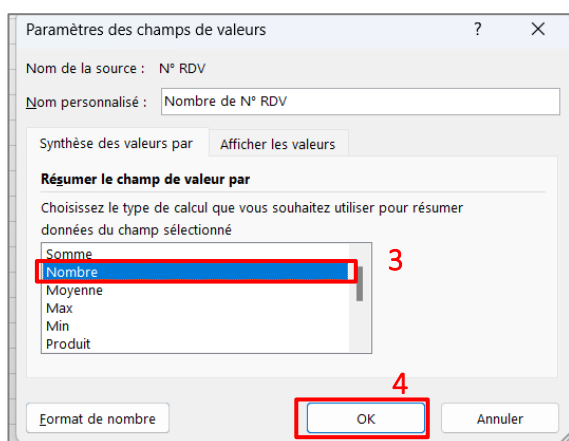 Paramètres des champs de valeurs ? ×
Nom de la source : N° RDV
Nom personnalisé : Nombre de N° RDV
Synthèse des valeurs par Afficher les valeurs
Résumer le champ de valeur par
Choisissez le type de calcul que vous souhaitez utiliser pour résumer
données du champ sélectionné
Somme
Nombre 3
Moyenne
Max
Min
Produit
4
Format de nombre OK Annuler